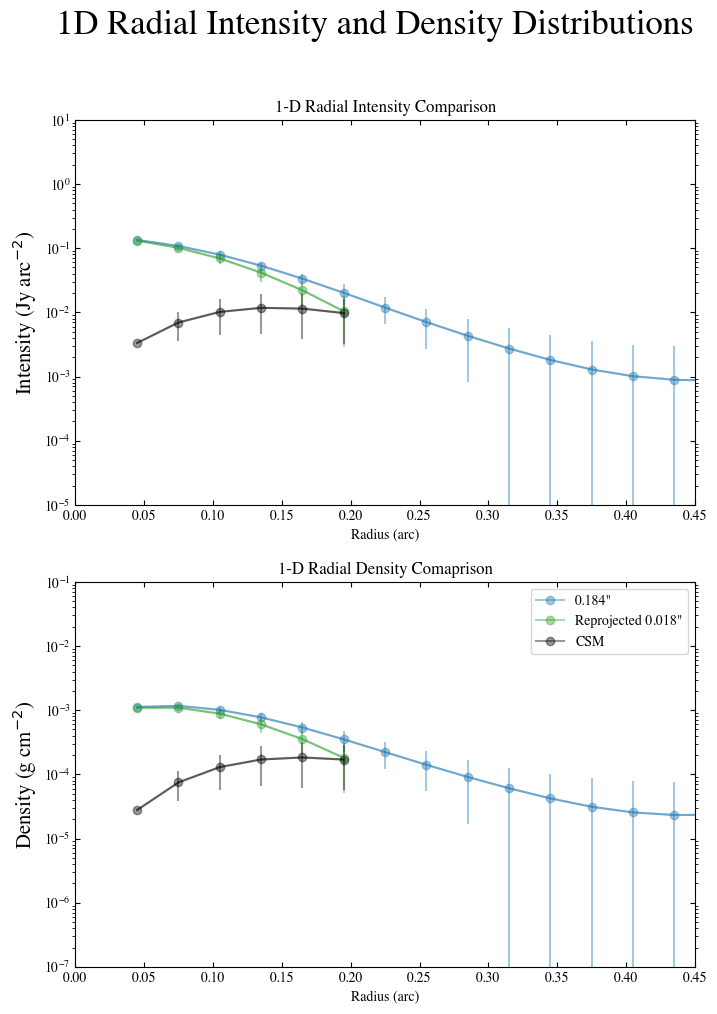 1D Radial Intensity and Density Distributions
1-D Radial Intensity Comparison
10¹
10⁰
10⁻¹
10⁻²
10⁻³
10⁻⁴
10⁻⁵
Intensity (Jy arc⁻²)
0.00 0.05 0.10 0.15 0.20 0.25 0.30 0.35 0.40 0.45
Radius (arc)
1-D Radial Density Comaprison
10⁻¹
10⁻²
10⁻³
10⁻⁴
10⁻⁵
10⁻⁶
10⁻⁷
Density (g cm⁻²)
0.184"
Reprojected 0.018"
CSM
0.00 0.05 0.10 0.15 0.20 0.25 0.30 0.35 0.40 0.45
Radius (arc)